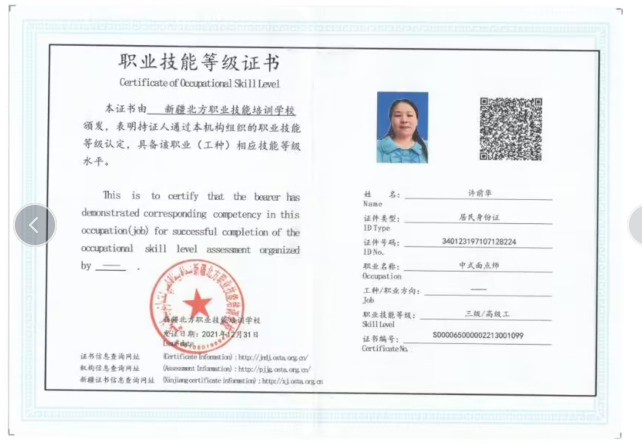 职业技能等级证书
Certificate of Occupational Skill Level
本证书由 新疆北方职业技能培训学校
颁发,表明持证人通过本机构组织的职业技能
等级认定,具备该职业(工种)相应技能等级
水平。
This is to certify that the bearer has
demonstrated corresponding competency in this
occupation(job) for successful completion of the
occupational skill level assessment organized
by —— .
新疆北方职业技能培训学校
发证日期:2021年12月31日
Issue date
证书信息查询网址 (Certificate Information):http://jndj.osta.org.cn/
机构信息查询网址 (Assessment Information):http://pjjg.osta.org.cn/
新疆证书信息查询网址 (Xinjiang certificate information):http://xj.osta.org.cn
姓 名: 许前华
Name
证件类型: 居民身份证
ID Type
证件号码: 340123197107128224
ID No.
职业名称: 中式面点师
Occupation
工种/职业方向: ——
Job
职业技能等级: 三级/高级工
Skill Level
证书编号: S000065000002213001099
Certificate No.